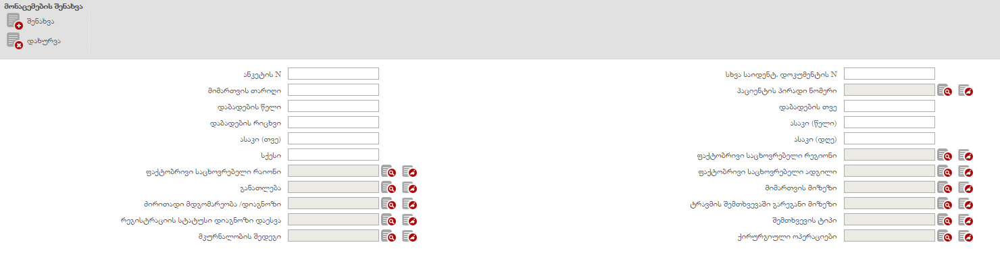 მონაცემების შენახვა
შენახვა
დახურვა
ანკეტის N
სხვა საიდენტ. დოკუმენტის N
მიმართვის თარიღი
პაციენტის პირადი ნომერი
დაბადების წელი
დაბადების თვე
დაბადების რიცხვი
ასაკი (წელი)
ასაკი (თვე)
ასაკი (დღე)
სქესი
ფაქტობრივი საცხოვრებელი რეგიონი
ფაქტობრივი საცხოვრებელი რაიონი
ფაქტობრივი საცხოვრებელი ადგილი
განათლება
მიმართვის მიზეზი
ძირითადი მდგომარეობა /დიაგნოზი
ტრავმის შემთხვევაში გარეგანი მიზეზი
რეგისტრაციის სტატუსი დიაგნოზი დაესვა
შემთხვევის ტიპი
მკურნალობის შედეგი
ქირურგიული ოპერაციები